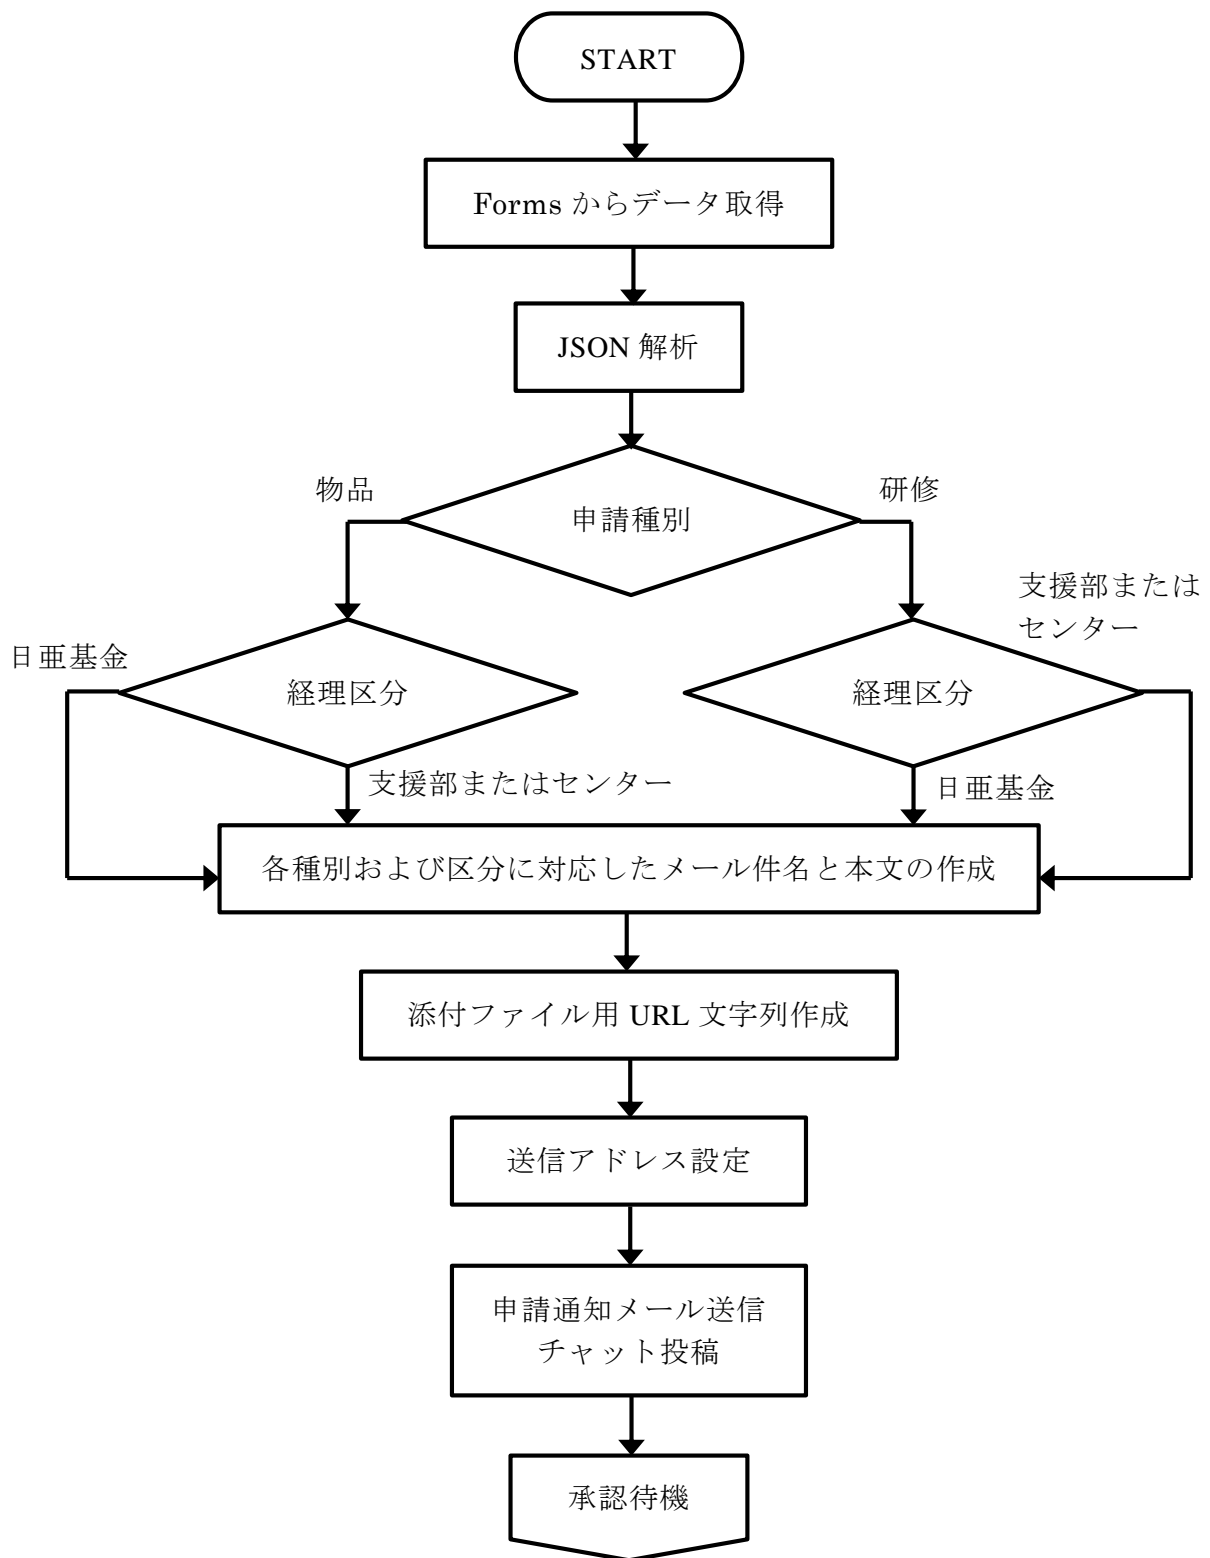 START
Forms からデータ取得
JSON 解析
物品
研修
申請種別
支援部または
センター
日亜基金
経理区分
経理区分
支援部またはセンター
日亜基金
各種別および区分に対応したメール件名と本文の作成
添付ファイル用 URL 文字列作成
送信アドレス設定
申請通知メール送信
チャット投稿
承認待機